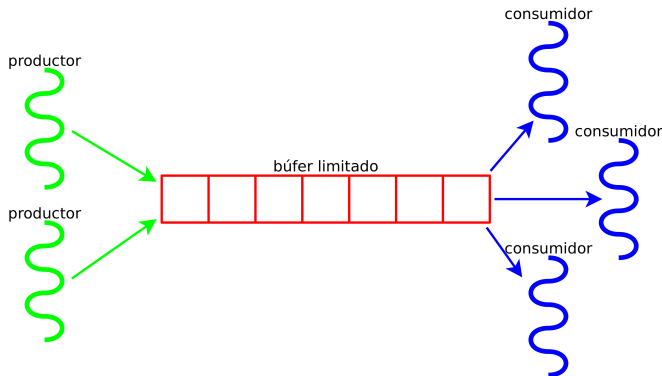 productor
productor
búfer limitado
consumidor
consumidor
consumidor